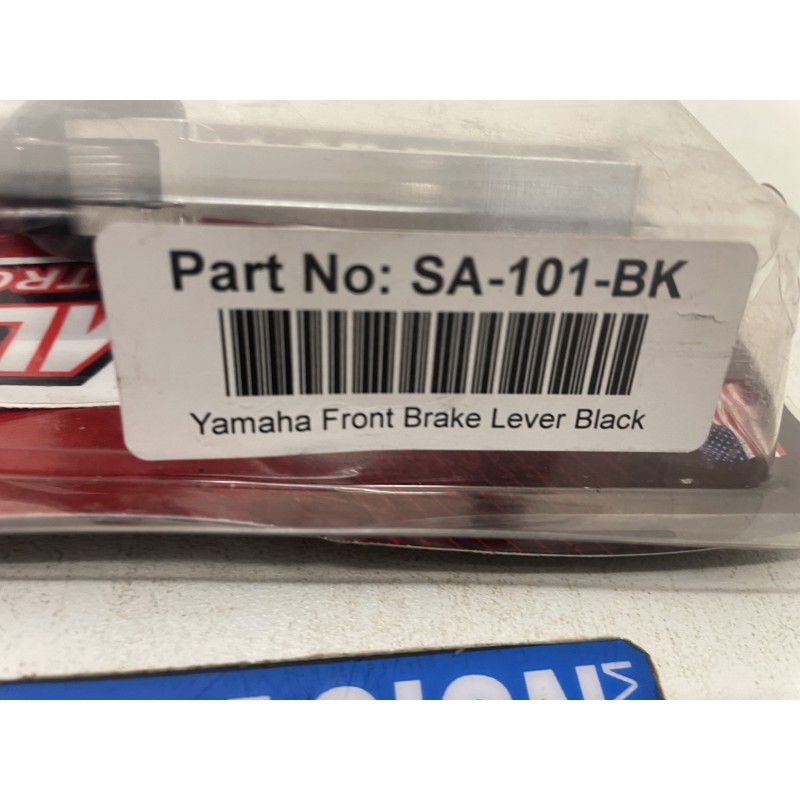 Part No: SA-101-BK
Yamaha Front Brake Lever Black